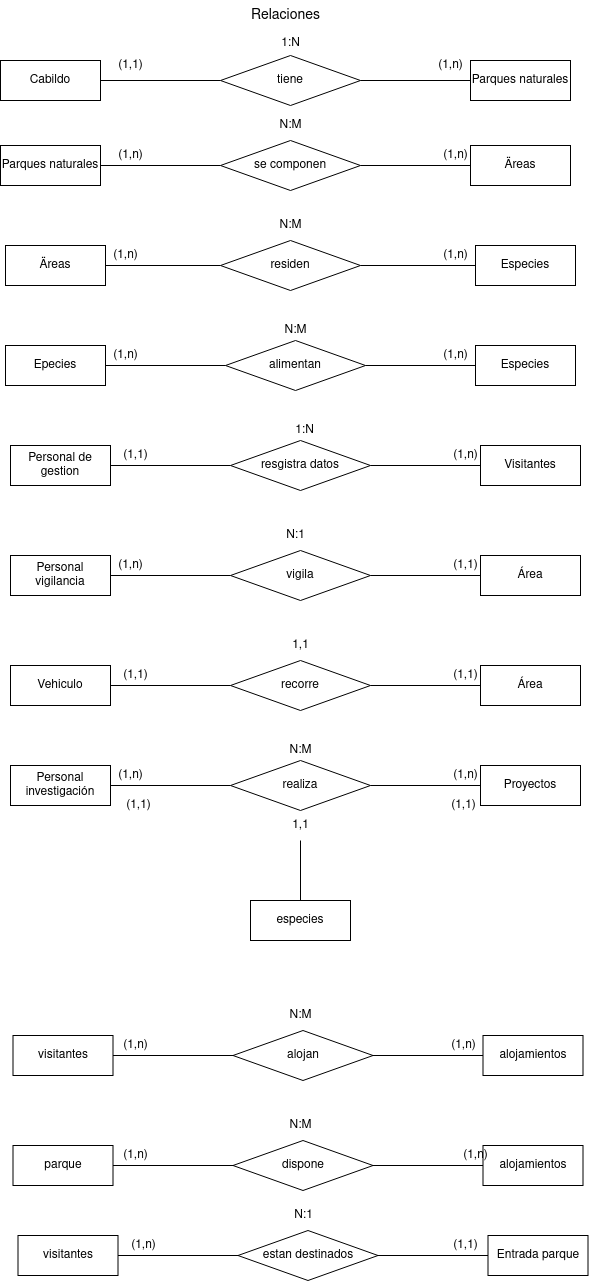 Relaciones
1:N
(1,1)
(1,n)
Cabildo
tiene
Parques naturales
N:M
(1,n)
(1,n)
Parques naturales
se componen
Äreas
N:M
(1,n)
(1,n)
Äreas
residen
Especies
N:M
(1,n)
(1,n)
Epecies
alimentan
Especies
1:N
(1,1)
(1,n)
Personal de
gestion
resgistra datos
Visitantes
N:1
(1,n)
(1,1)
Personal
vigilancia
vigila
Área
1,1
(1,1)
(1,1)
Vehiculo
recorre
Área
N:M
(1,n)
(1,n)
Personal
investigación
realiza
Proyectos
(1,1)
(1,1)
1,1
especies
N:M
(1,n)
(1,n)
visitantes
alojan
alojamientos
N:M
(1,n)
(1,n)
parque
dispone
alojamientos
N:1
(1,n)
(1,1)
visitantes
estan destinados
Entrada parque